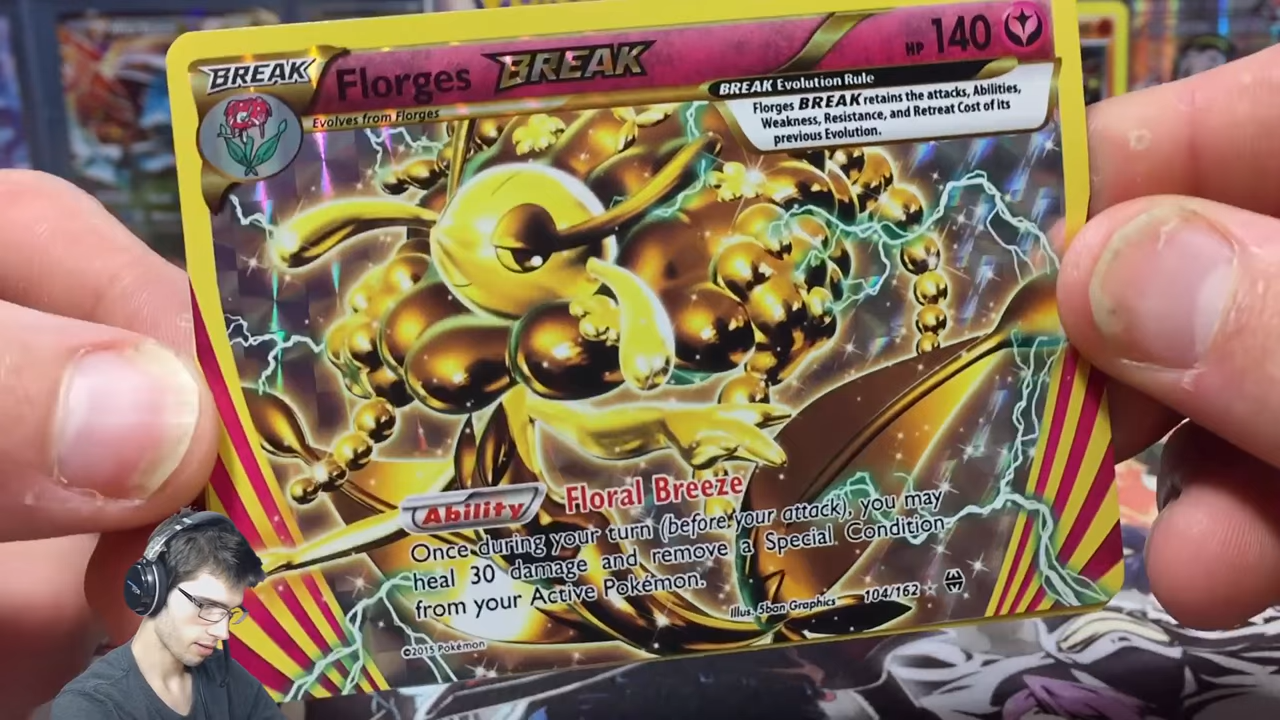 BREAK
Florges BREAK
HP 140
Evolves from Florges
BREAK Evolution Rule
Florges BREAK retains the attacks, Abilities,
Weakness, Resistance, and Retreat Cost of its
previous Evolution.
Ability Floral Breeze
Once during your turn (before your attack), you may
heal 30 damage and remove a Special Condition
from your Active Pokémon.
Illus. 5ban Graphics 104/162
©2015 Pokémon